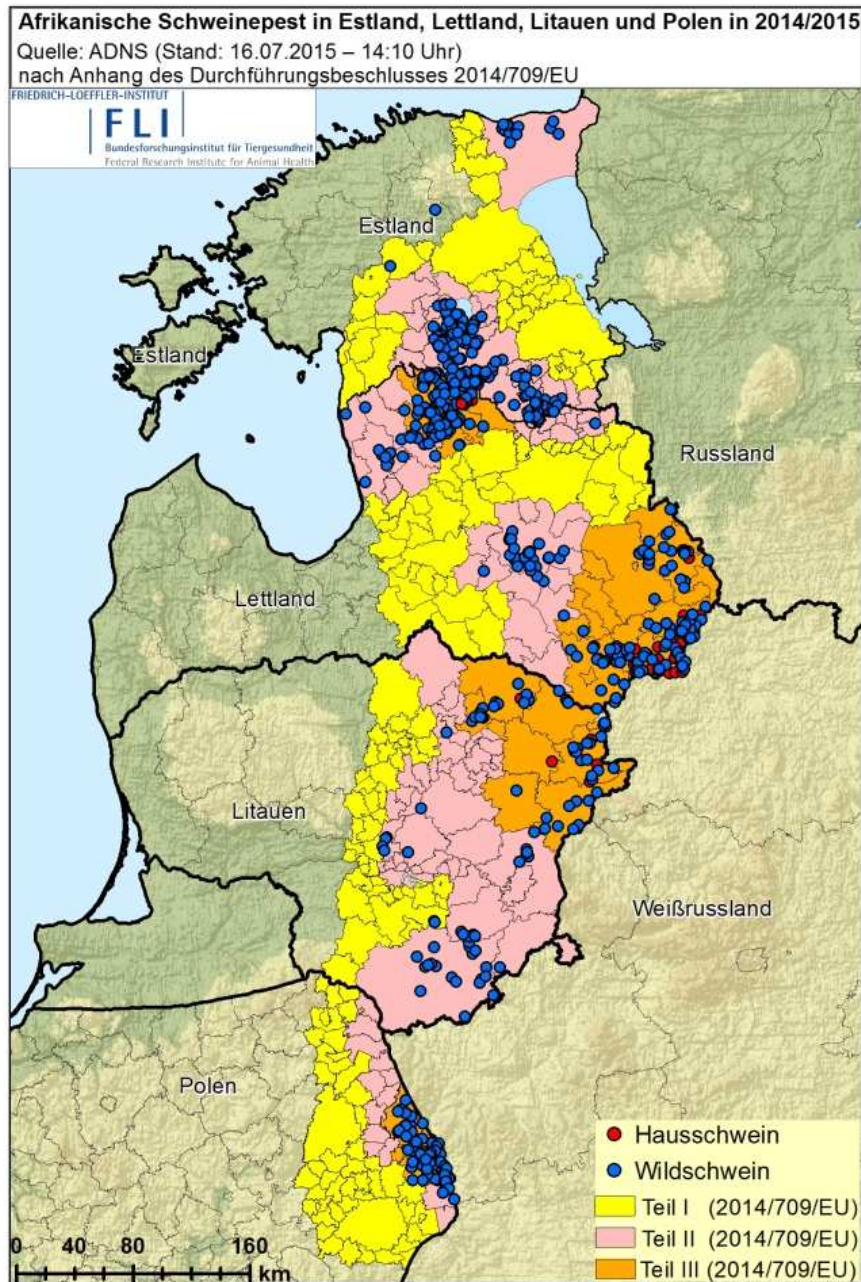 Afrikanische Schweinepest in Estland, Lettland, Litauen und Polen in 2014/2015
Quelle: ADNS (Stand: 16.07.2015 – 14:10 Uhr)
nach Anhang des Durchführungsbeschlusses 2014/709/EU
FRIEDRICH-LOEFFLER-INSTITUT
FLI
Bundesforschungsinstitut für Tiergesundheit
Federal Research Institute for Animal Health
Estland
Estland
Russland
Lettland
Litauen
Weißrussland
Polen
Hausschwein
Wildschwein
Teil I (2014/709/EU)
Teil II (2014/709/EU)
Teil III (2014/709/EU)
0 40 80 160
km